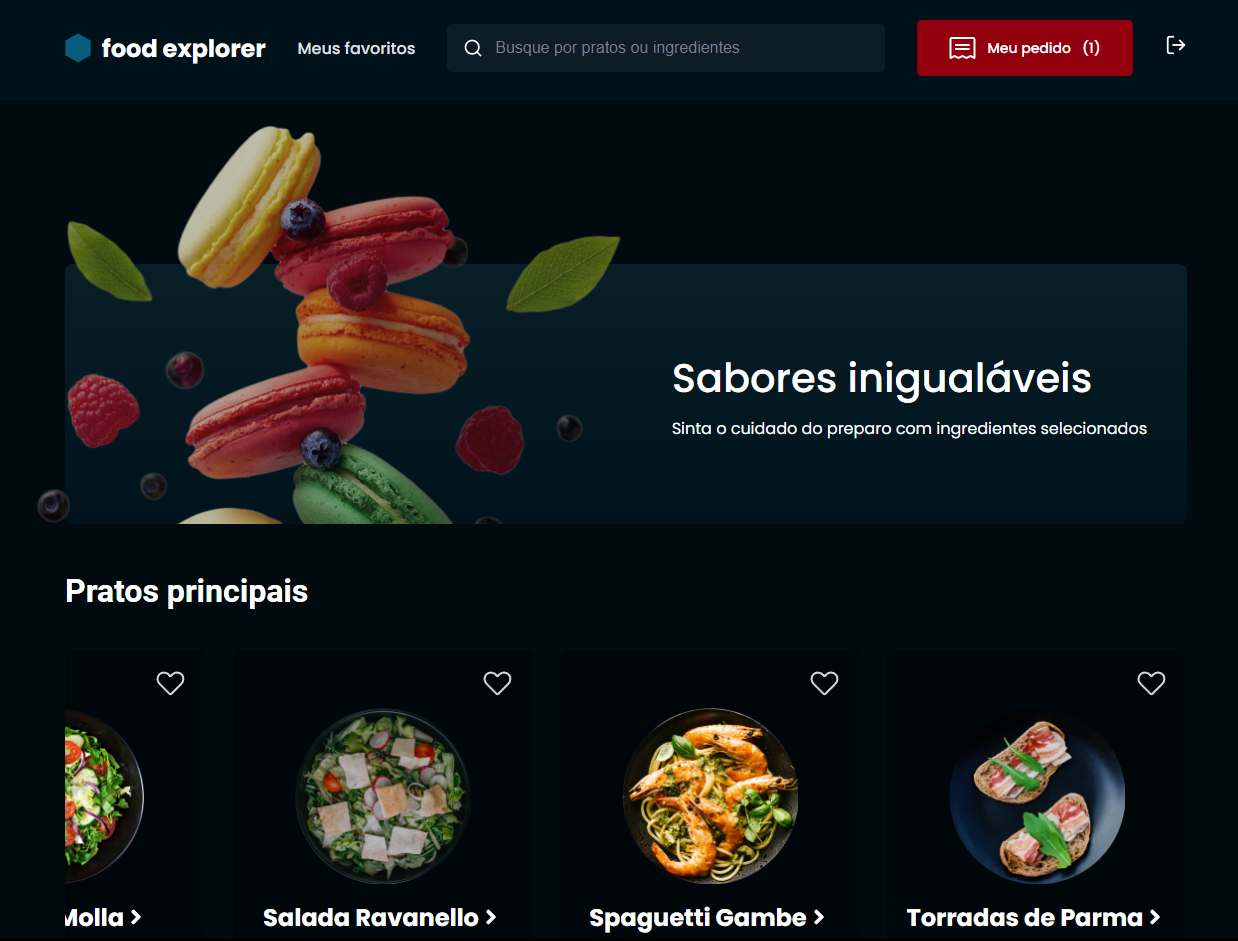 food explorer
Meus favoritos
Busque por pratos ou ingredientes
Meu pedido (1)
Sabores inigualáveis
Sinta o cuidado do preparo com ingredientes selecionados
Pratos principais
Molla >
Salada Ravanello >
Spaguetti Gambe >
Torradas de Parma >